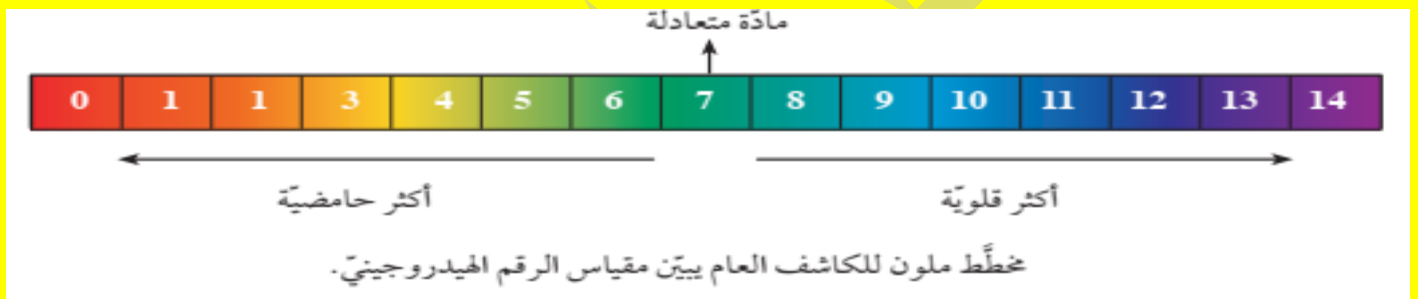 مادّة متعادلة
0 1 1 3 4 5 6 7 8 9 10 11 12 13 14
أكثر حامضيّة أكثر قلويّة
مخطَّط ملون للكاشف العام يبيّن مقياس الرقم الهيدروجينيّ.